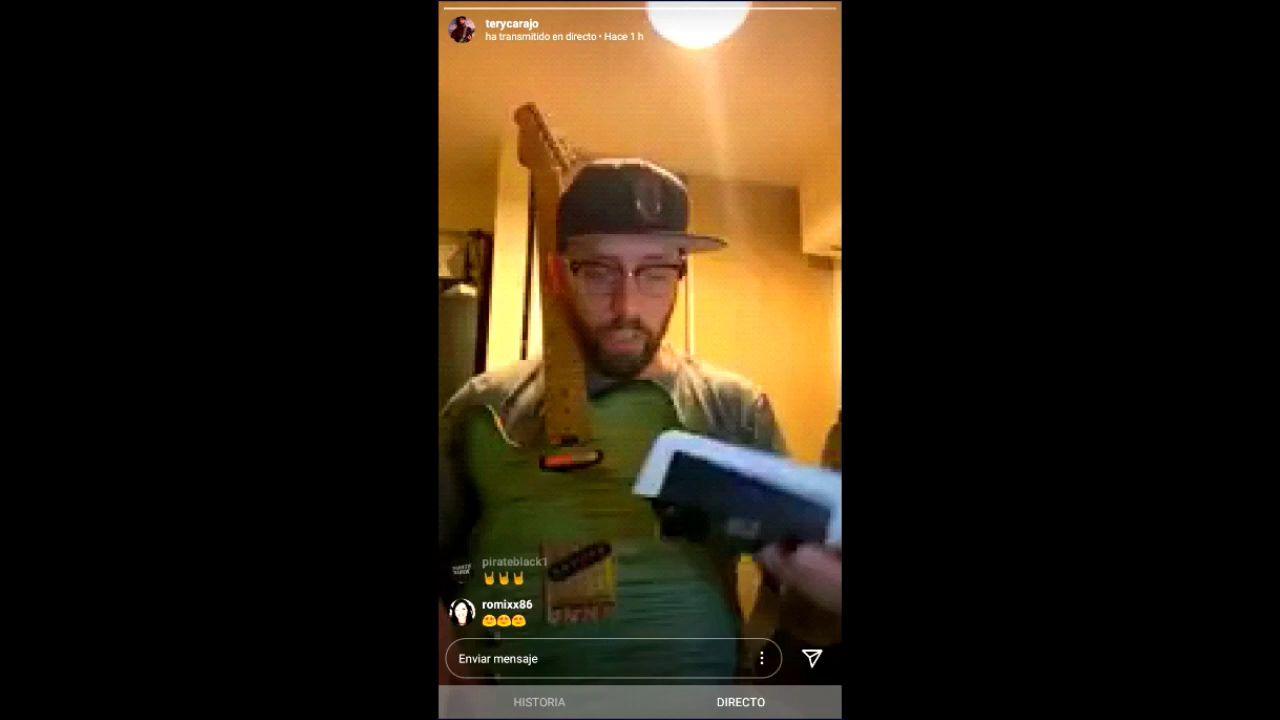 terycarajo
ha transmitido en directo • Hace 1 h
pirateblack1
romixx86
Enviar mensaje
HISTORIA
DIRECTO